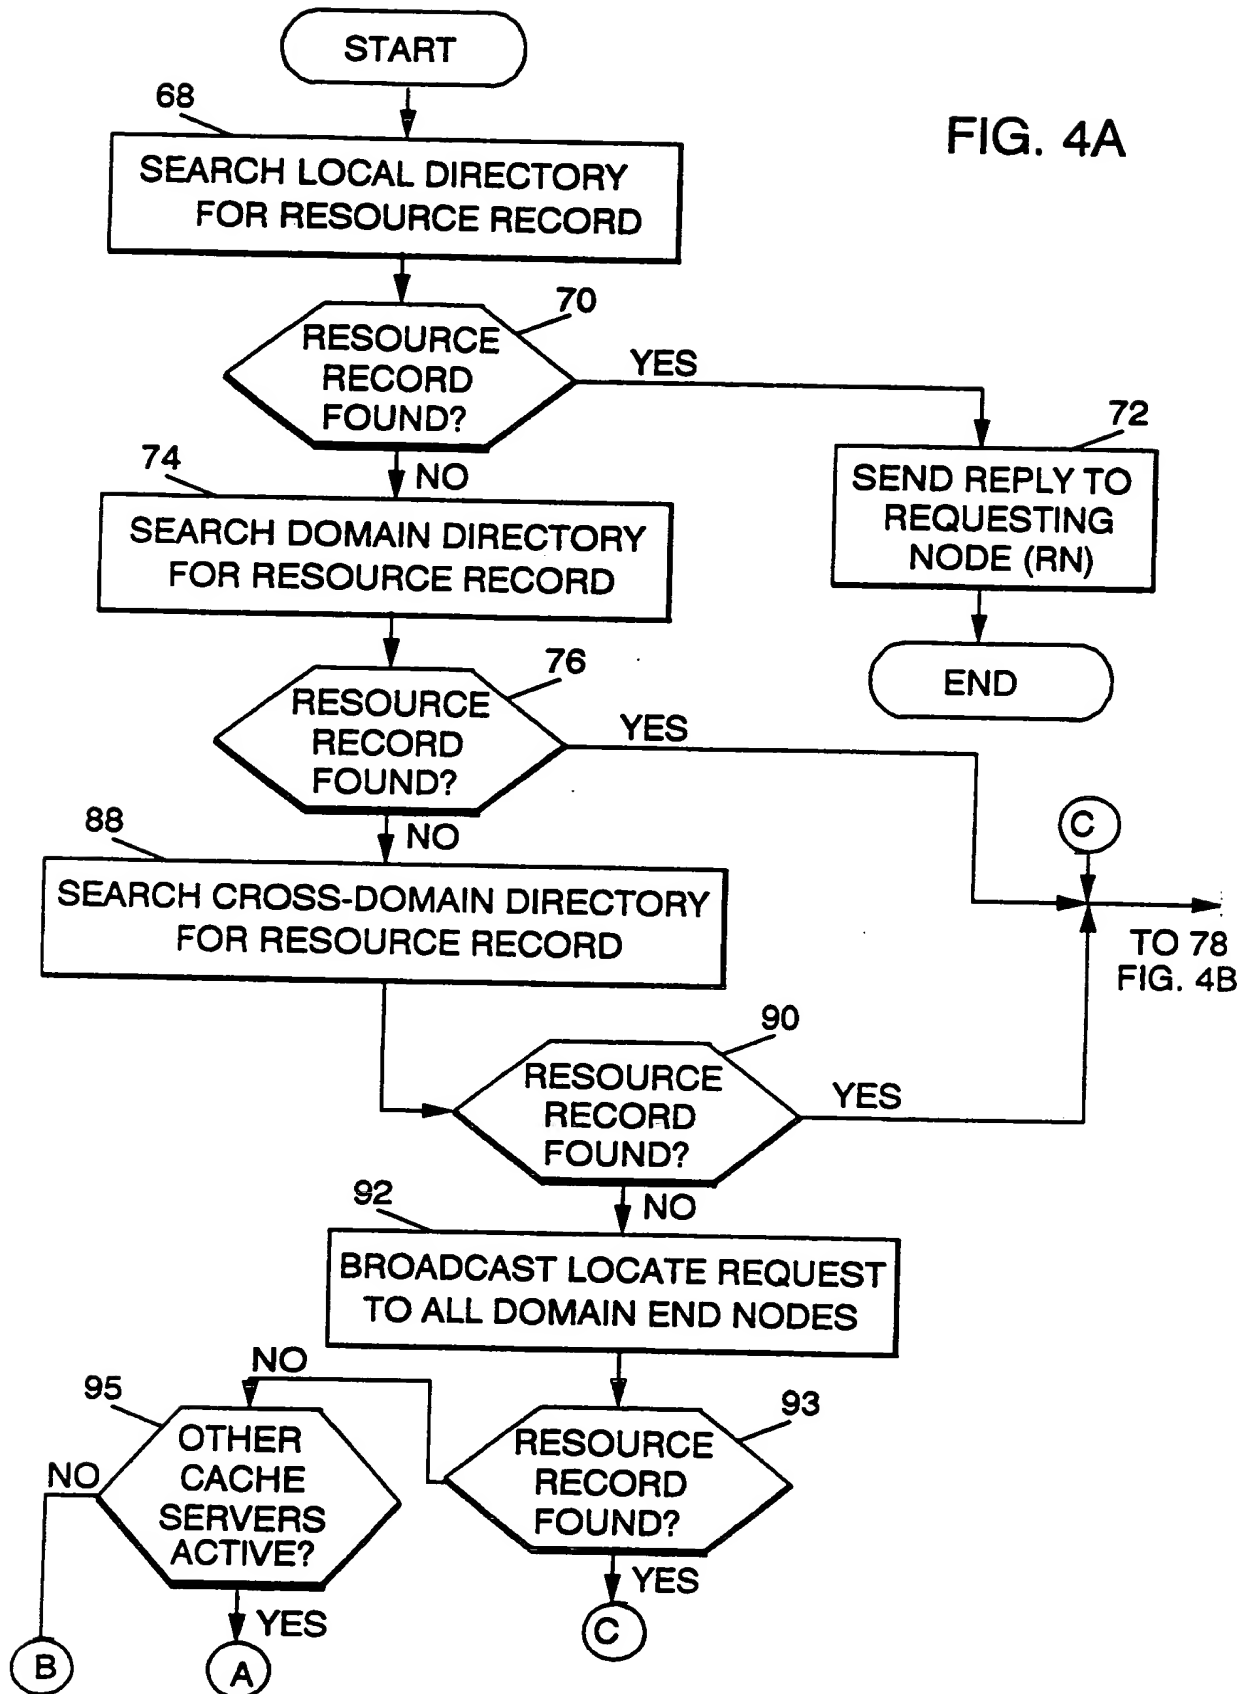 START
FIG. 4A
68
SEARCH LOCAL DIRECTORY
FOR RESOURCE RECORD
70
RESOURCE
RECORD
FOUND?
YES
NO
72
SEND REPLY TO
REQUESTING
NODE (RN)
END
74
SEARCH DOMAIN DIRECTORY
FOR RESOURCE RECORD
76
RESOURCE
RECORD
FOUND?
YES
NO
C
TO 78
FIG. 4B
88
SEARCH CROSS-DOMAIN DIRECTORY
FOR RESOURCE RECORD
90
RESOURCE
RECORD
FOUND?
YES
NO
92
BROADCAST LOCATE REQUEST
TO ALL DOMAIN END NODES
93
RESOURCE
RECORD
FOUND?
NO
YES
C
95
OTHER
CACHE
SERVERS
ACTIVE?
NO
YES
B
A